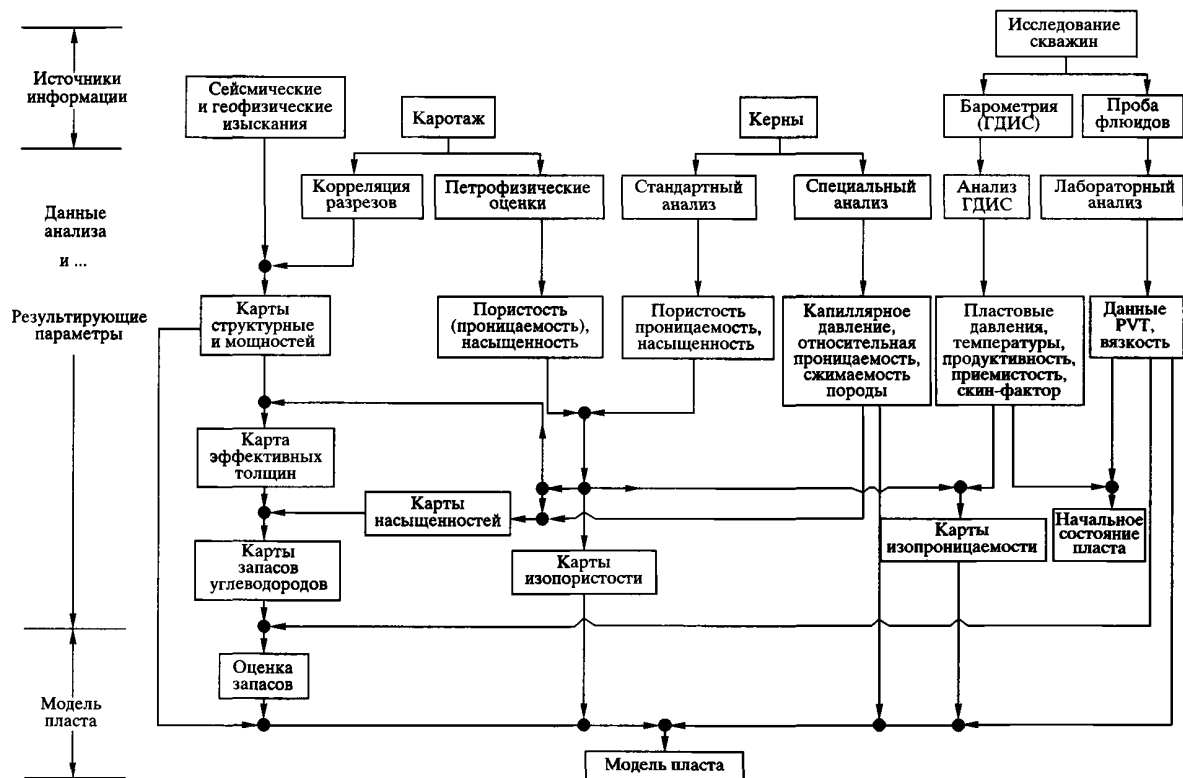 Источники
информации
Данные
анализа
и ...
Результирующие
параметры
Модель
пласта
Исследование
скважин
Сейсмические
и геофизические
изыскания
Каротаж
Керны
Барометрия
(ГДИС)
Проба
флюидов
Корреляция
разрезов
Петрофизические
оценки
Стандартный
анализ
Специальный
анализ
Анализ
ГДИС
Лабораторный
анализ
Карты
структурные
и мощностей
Пористость
(проницаемость),
насыщенность
Пористость
проницаемость,
насыщенность
Капиллярное
давление,
относительная
проницаемость,
сжимаемость
породы
Пластовые
давления,
температуры,
продуктивность,
приемистость,
скин-фактор
Данные
PVT,
вязкость
Карта
эффективных
толщин
Карты
насыщенностей
Карты
изопроницаемости
Начальное
состояние
пласта
Карты
запасов
углеводородов
Карты
изопористости
Оценка
запасов
Модель пласта